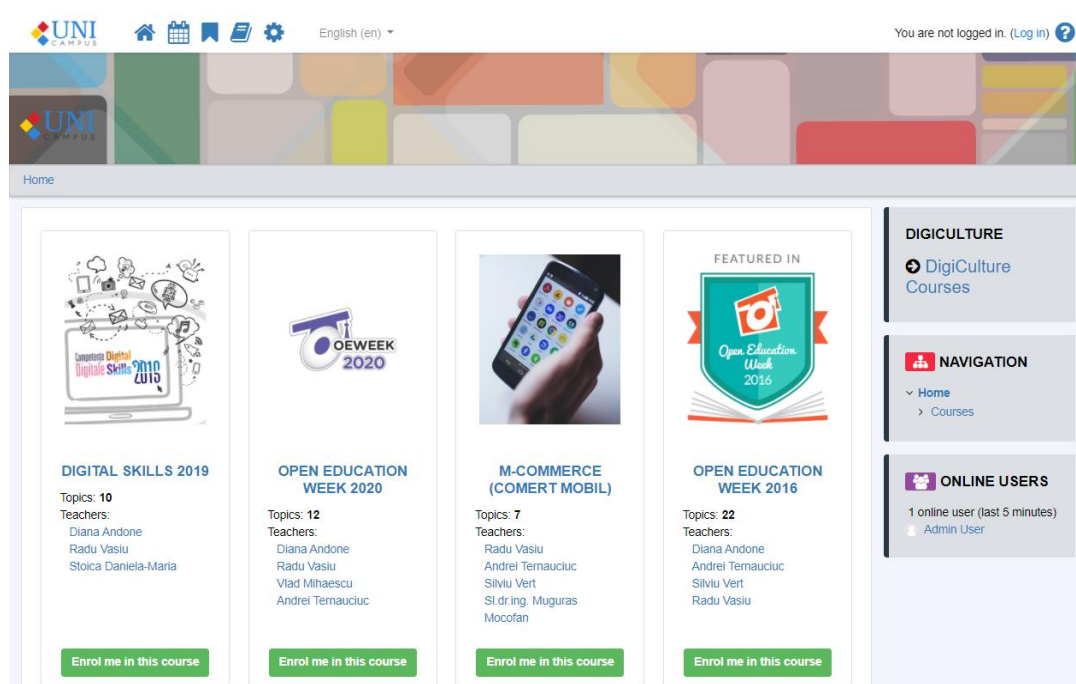 UNI
CAMPUS
English (en)
You are not logged in. (Log in)
UNI
CAMPUS
Home
Competente Digital
Digitale Skills 2019
DIGITAL SKILLS 2019
Topics: 10
Teachers:
Diana Andone
Radu Vasiu
Stoica Daniela-Maria
Enrol me in this course
OEWEEK
2020
OPEN EDUCATION
WEEK 2020
Topics: 12
Teachers:
Diana Andone
Radu Vasiu
Vlad Mihaescu
Andrei Ternauciuc
Enrol me in this course
M-COMMERCE
(COMERT MOBIL)
Topics: 7
Teachers:
Radu Vasiu
Andrei Ternauciuc
Silviu Vert
Sl.dr.ing. Muguras
Mocofan
Enrol me in this course
FEATURED IN
Open Education
Week
2016
OPEN EDUCATION
WEEK 2016
Topics: 22
Teachers:
Diana Andone
Andrei Ternauciuc
Silviu Vert
Radu Vasiu
Enrol me in this course
DIGICULTURE
DigiCulture
Courses
NAVIGATION
Home
Courses
ONLINE USERS
1 online user (last 5 minutes)
Admin User